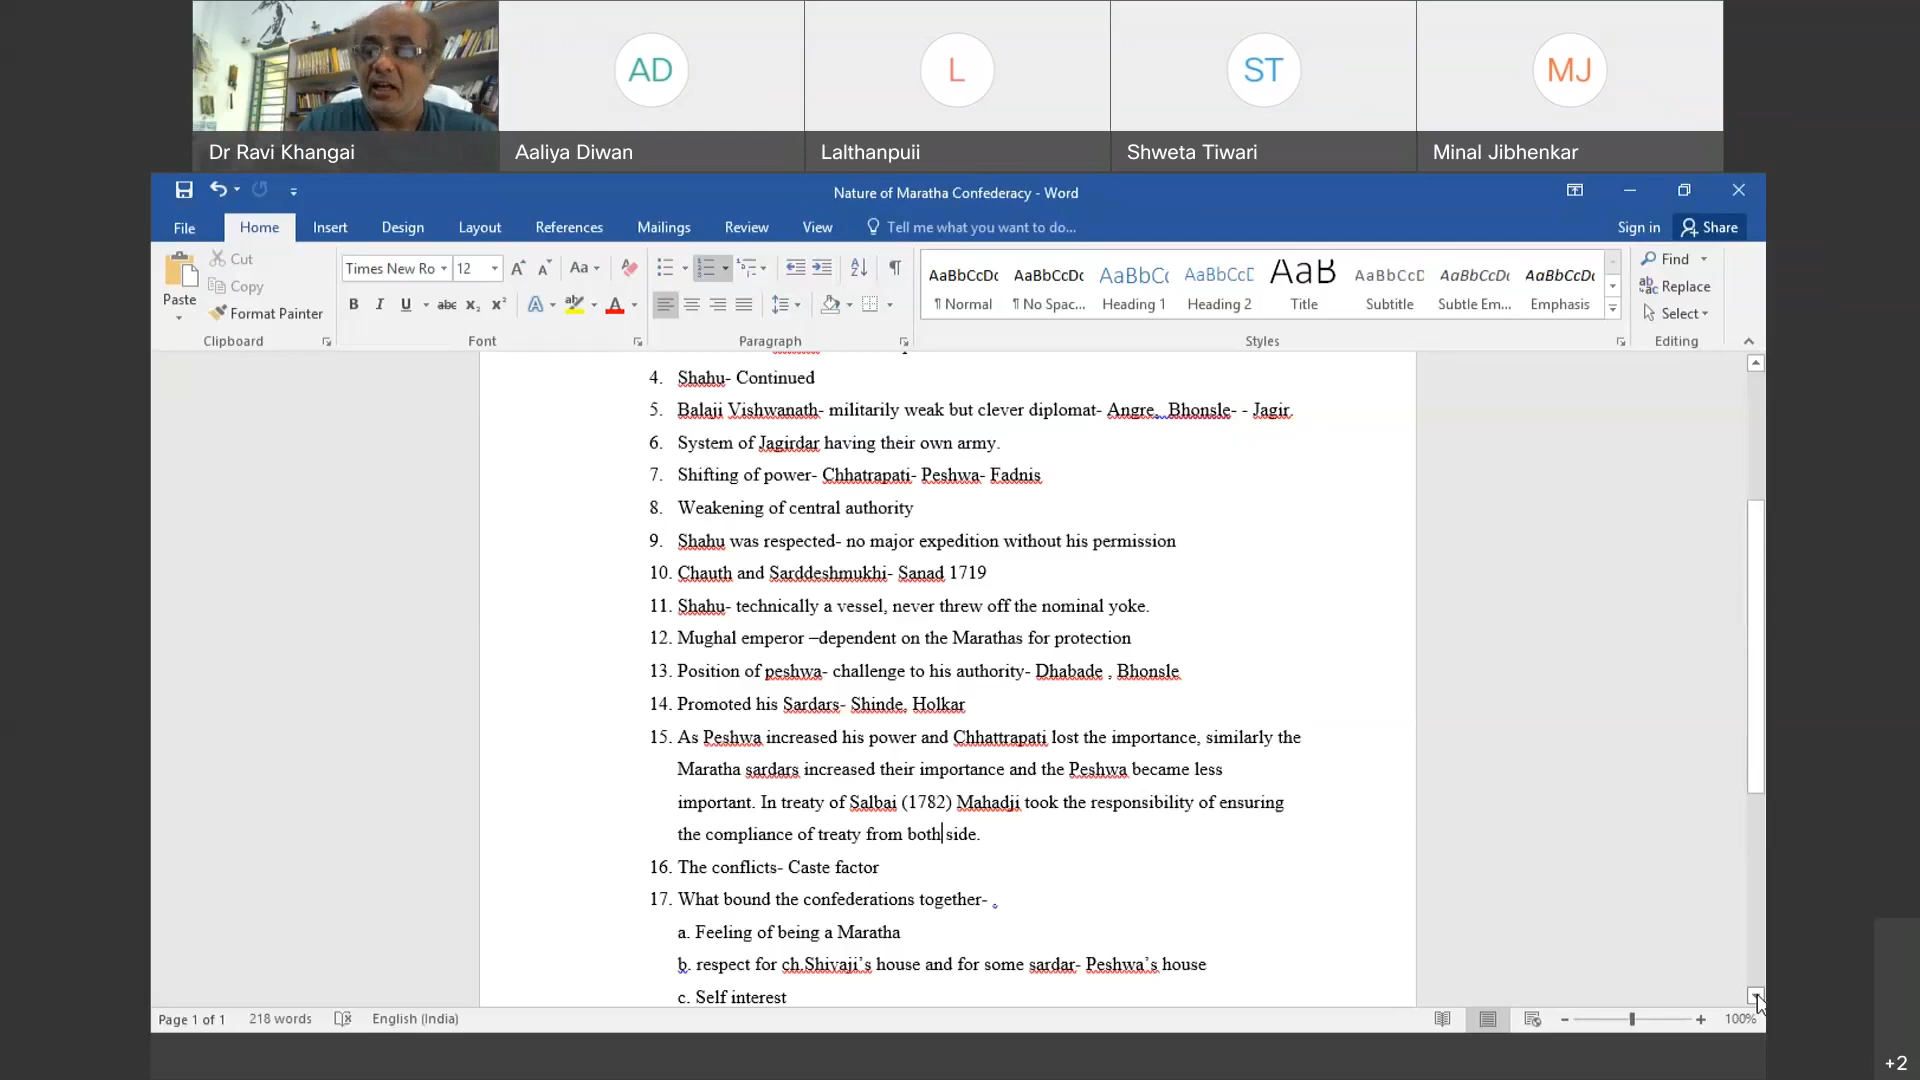 AD
L
ST
MJ
Dr Ravi Khangai
Aaliya Diwan
Lalthanpuii
Shweta Tiwari
Minal Jibhenkar
Nature of Maratha Confederacy - Word
File Home Insert Design Layout References Mailings Review View Tell me what you want to do... Sign in Share
Paste
Cut
Copy
Format Painter
Clipboard
Times New Ro 12
Font
Paragraph
AaBbCcDc AaBbCcDc AaBbC( AaBbCcE AaB AaBbCcD AaBbCcDc AaBbCcDc
¶ Normal ¶ No Spac... Heading 1 Heading 2 Title Subtitle Subtle Em... Emphasis
Styles
Find
Replace
Select
Editing
4. Shahu- Continued
5. Balaji Vishwanath- militarily weak but clever diplomat- Angre, Bhonsle- - Jagir.
6. System of Jagirdar having their own army.
7. Shifting of power- Chhatrapati- Peshwa- Fadnis
8. Weakening of central authority
9. Shahu was respected- no major expedition without his permission
10. Chauth and Sarddeshmukhi- Sanad 1719
11. Shahu- technically a vessel, never threw off the nominal yoke.
12. Mughal emperor –dependent on the Marathas for protection
13. Position of peshwa- challenge to his authority- Dhabade , Bhonsle
14. Promoted his Sardars- Shinde, Holkar
15. As Peshwa increased his power and Chhattrapati lost the importance, similarly the
Maratha sardars increased their importance and the Peshwa became less
important. In treaty of Salbai (1782) Mahadji took the responsibility of ensuring
the compliance of treaty from both side.
16. The conflicts- Caste factor
17. What bound the confederations together- ,
a. Feeling of being a Maratha
b. respect for ch.Shivaji’s house and for some sardar- Peshwa’s house
c. Self interest
Page 1 of 1 218 words English (India) 100%
+2